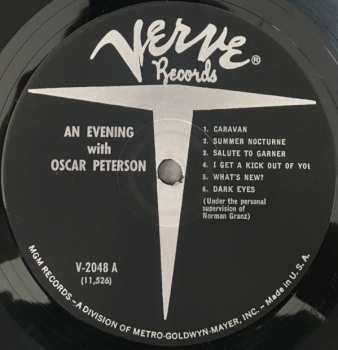 Verve®
Records
AN EVENING
with
OSCAR PETERSON
1. CARAVAN
2. SUMMER NOCTURNE
3. SALUTE TO GARNER
4. I GET A KICK OUT OF YOU
5. WHAT'S NEW?
6. DARK EYES
(Under the personal
supervision of
Norman Granz)
V-2048 A
(11,526)
MGM RECORDS—A DIVISION OF METRO-GOLDWYN-MAYER, INC.—Made in U.S.A.